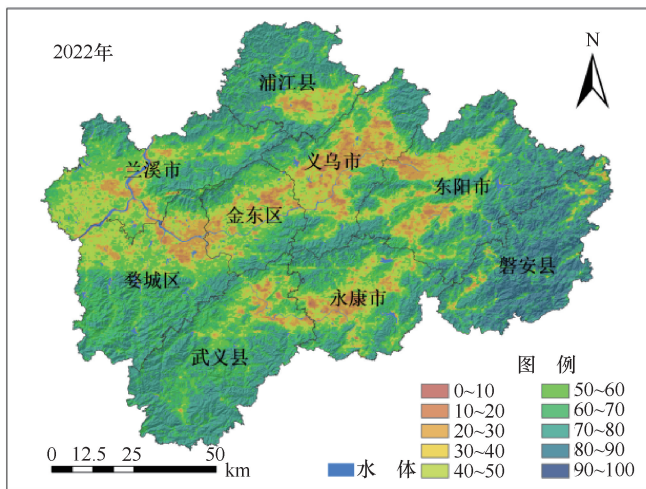 2022年
N
浦江县
兰溪市
义乌市
东阳市
金东区
磐安县
婺城区
永康市
武义县
图 例
0~10 50~60
10~20 60~70
20~30 70~80
30~40 80~90
40~50 90~100
水 体
0 12.5 25 50
km